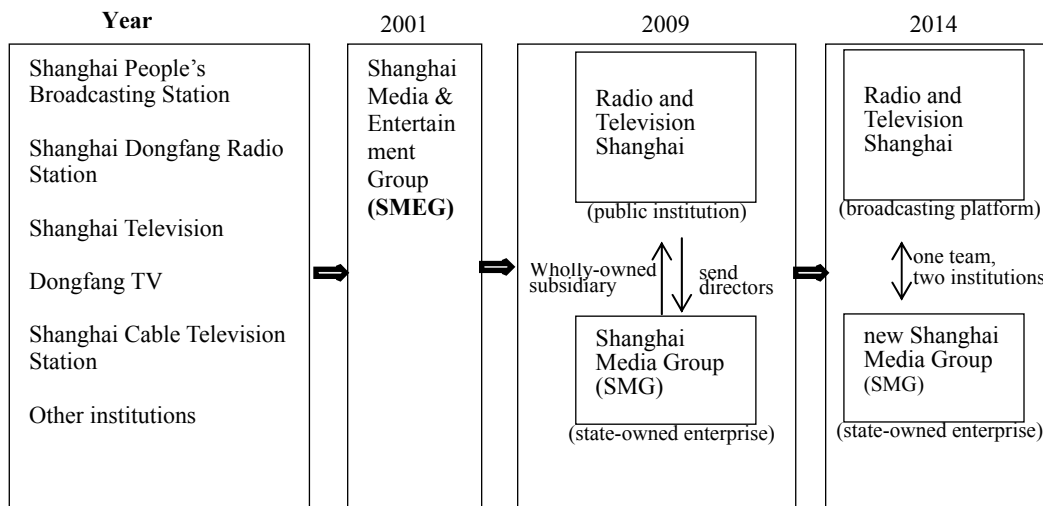 Year
2001
2009
2014
Shanghai People’s
Broadcasting Station
Shanghai Dongfang Radio
Station
Shanghai Television
Dongfang TV
Shanghai Cable Television
Station
Other institutions
Shanghai
Media &
Entertain
ment
Group
(SMEG)
Radio and
Television
Shanghai
(public institution)
Wholly-owned
subsidiary
send
directors
Shanghai
Media Group
(SMG)
(state-owned enterprise)
Radio and
Television
Shanghai
(broadcasting platform)
one team,
two institutions
new Shanghai
Media Group
(SMG)
(state-owned enterprise)